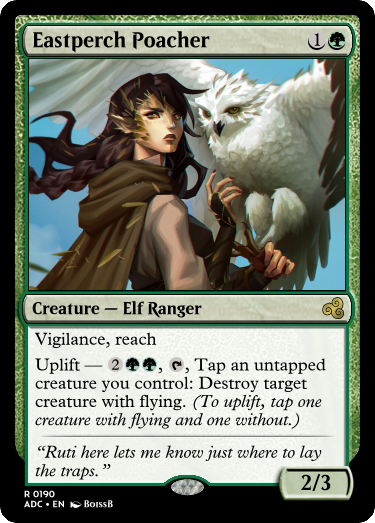 Eastperch Poacher 1
Creature — Elf Ranger
Vigilance, reach
Uplift — 2, , Tap an untapped
creature you control: Destroy target
creature with flying. (To uplift, tap one
creature with flying and one without.)
“Ruti here lets me know just where to lay
the traps.”
2/3
R 0190
ADC • EN BoissB